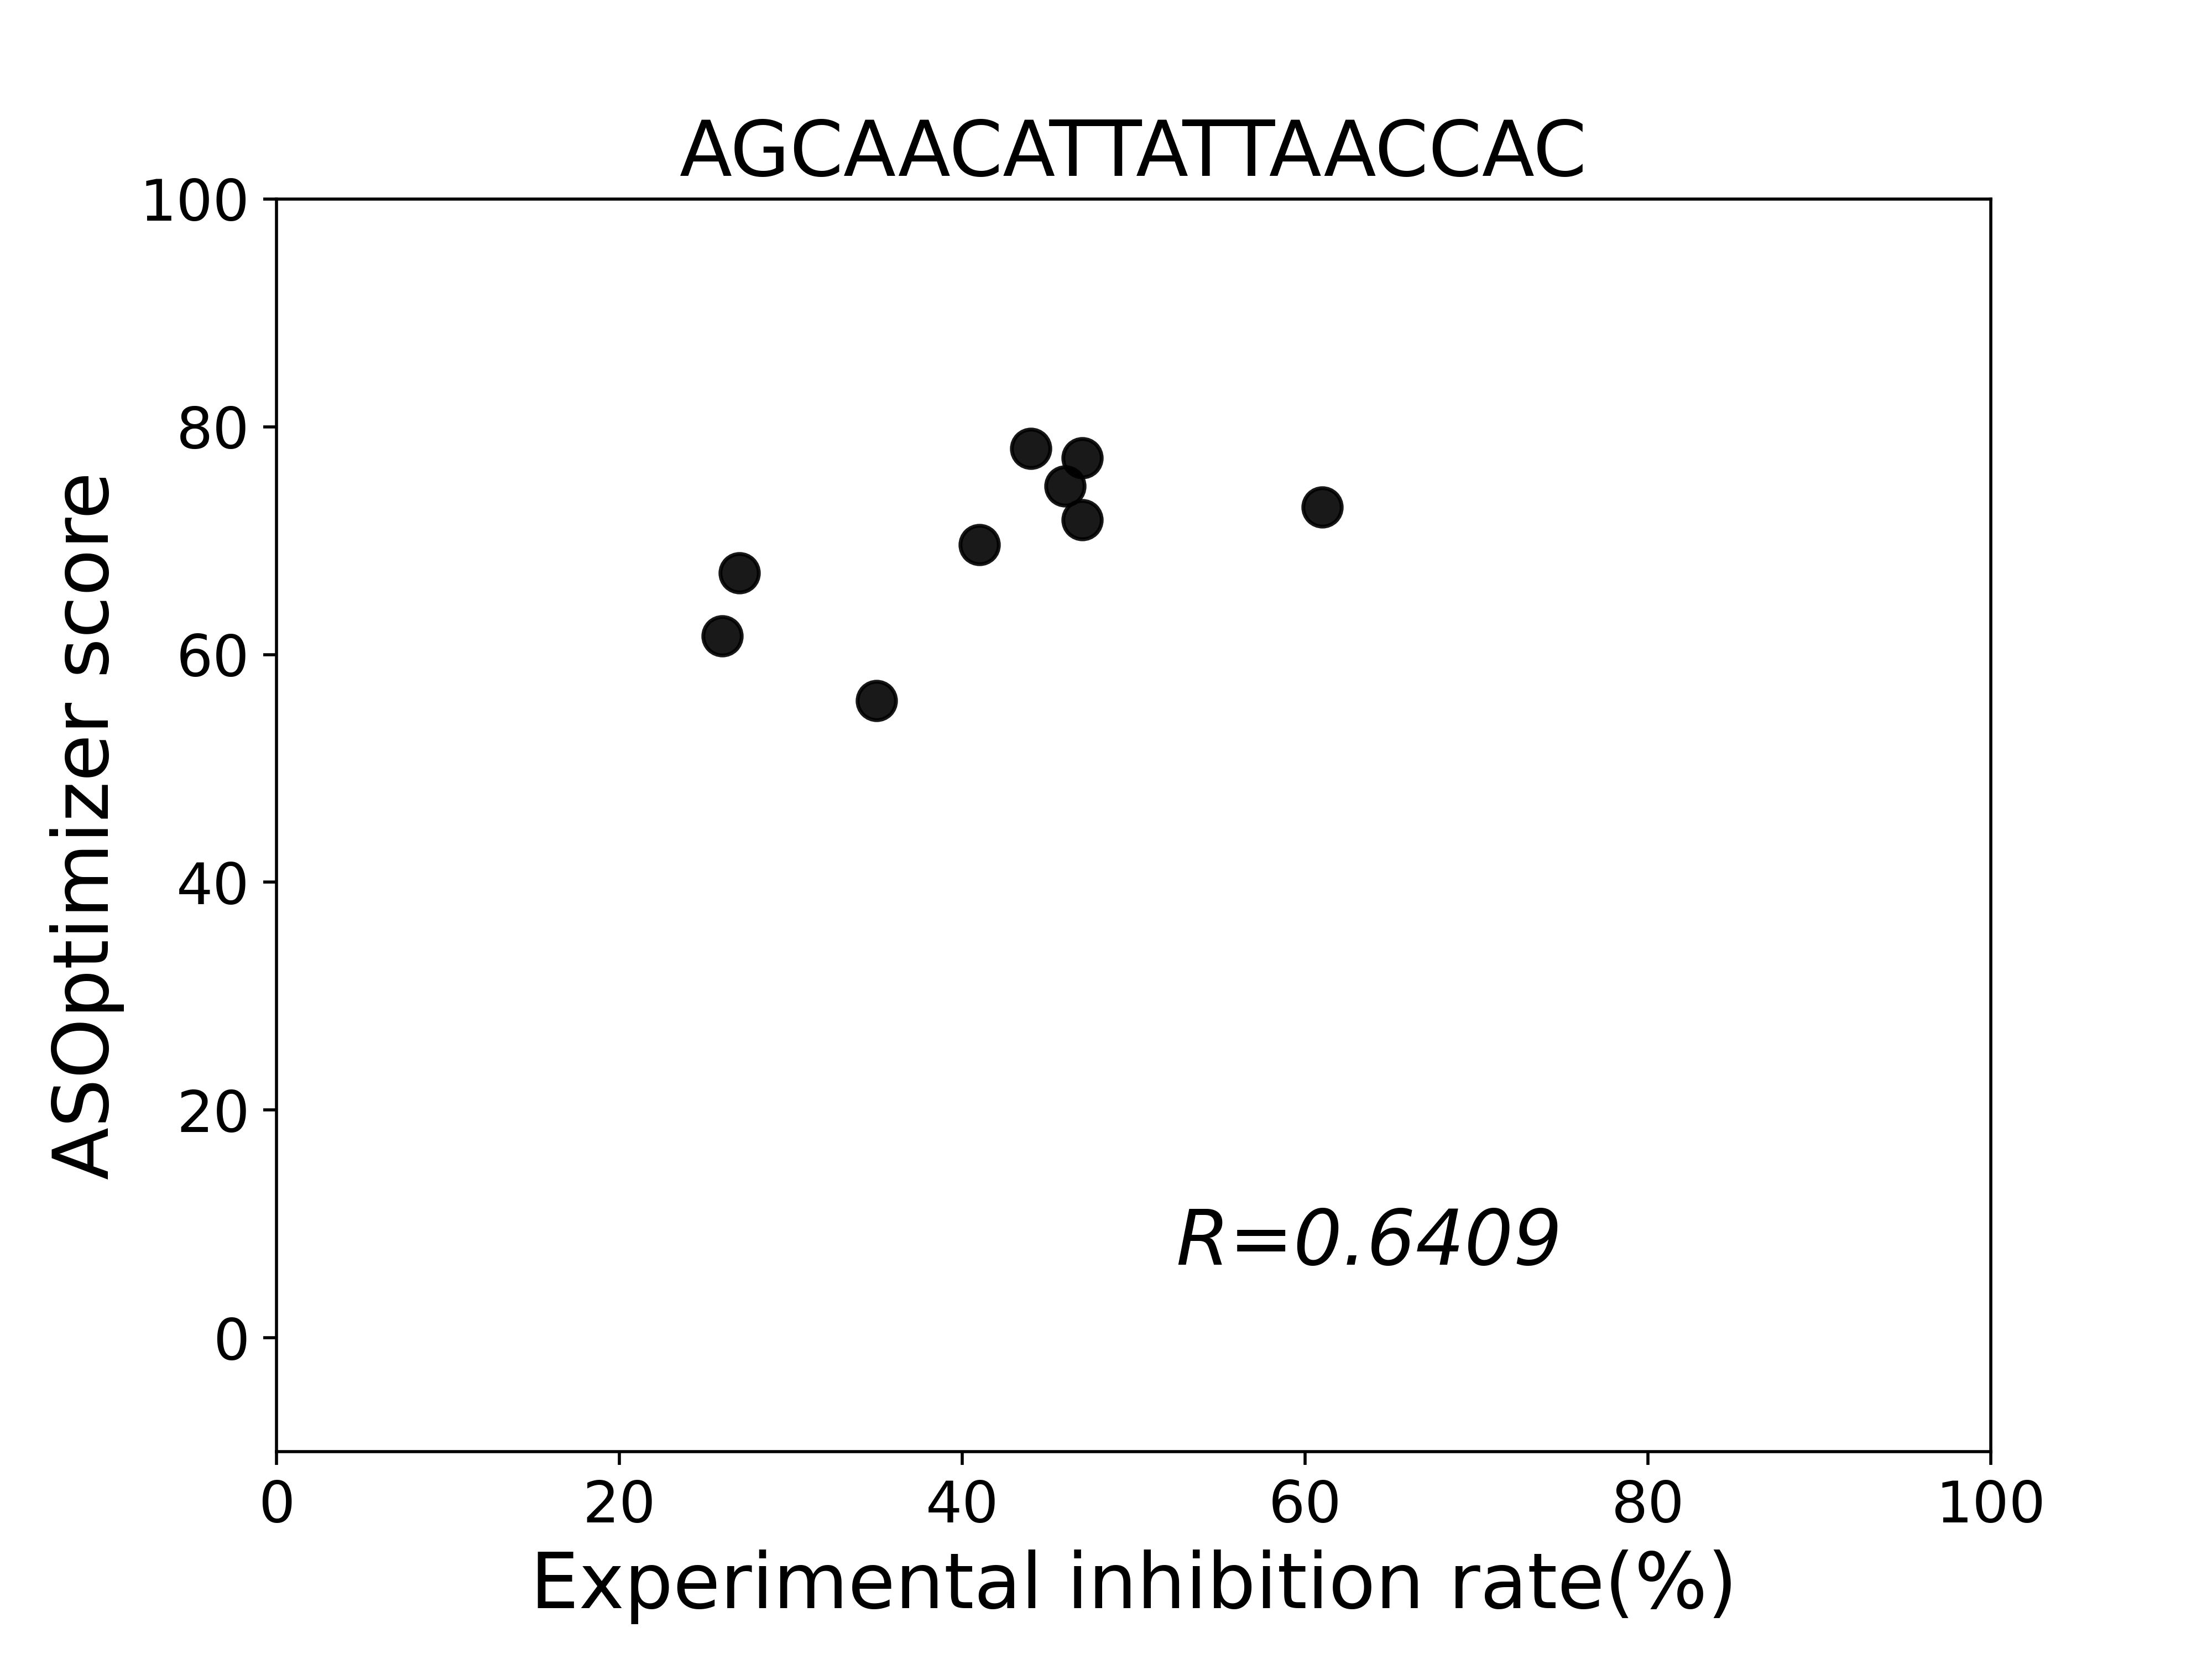 AGCAACATTATTAACCAC
100
80
60
40
20
0
ASOptimizer score
R=0.6409
0 20 40 60 80 100
Experimental inhibition rate(%)